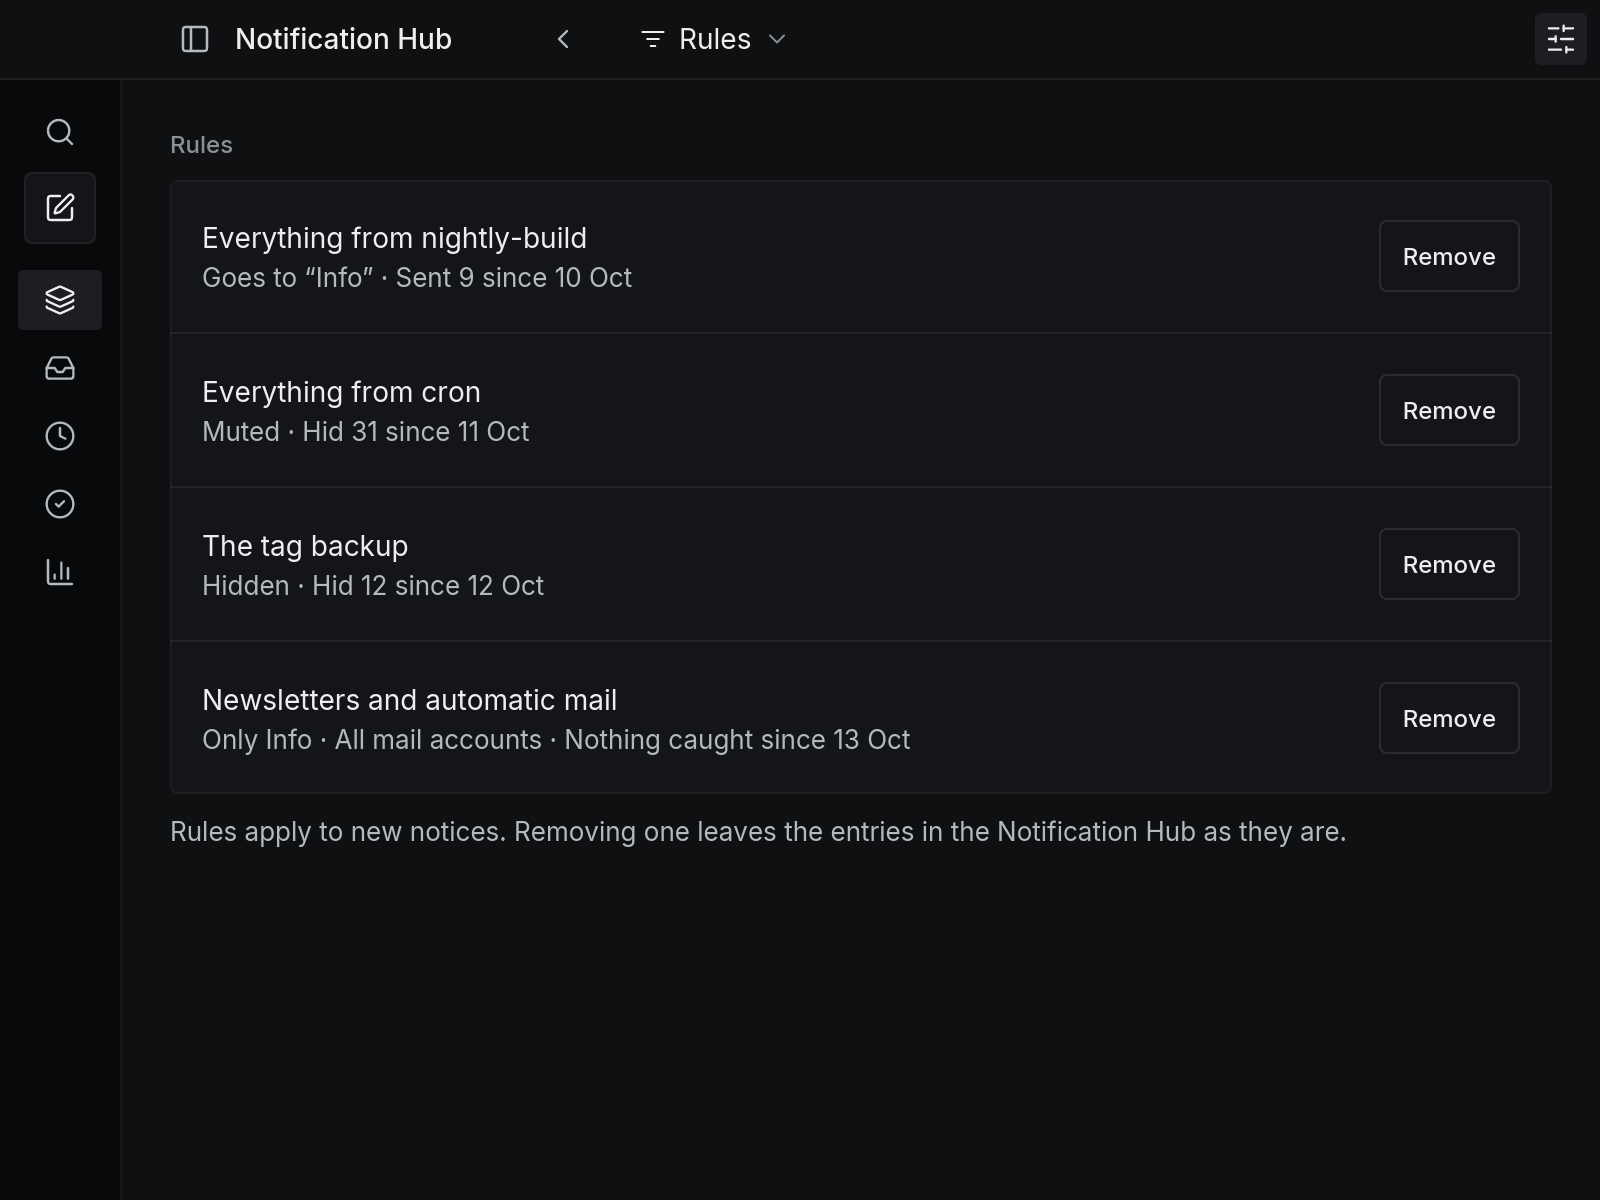 Notification Hub
Rules
Rules
Everything from nightly-build
Goes to “Info” · Sent 9 since 10 Oct
Remove
Everything from cron
Muted · Hid 31 since 11 Oct
Remove
The tag backup
Hidden · Hid 12 since 12 Oct
Remove
Newsletters and automatic mail
Only Info · All mail accounts · Nothing caught since 13 Oct
Remove
Rules apply to new notices. Removing one leaves the entries in the Notification Hub as they are.